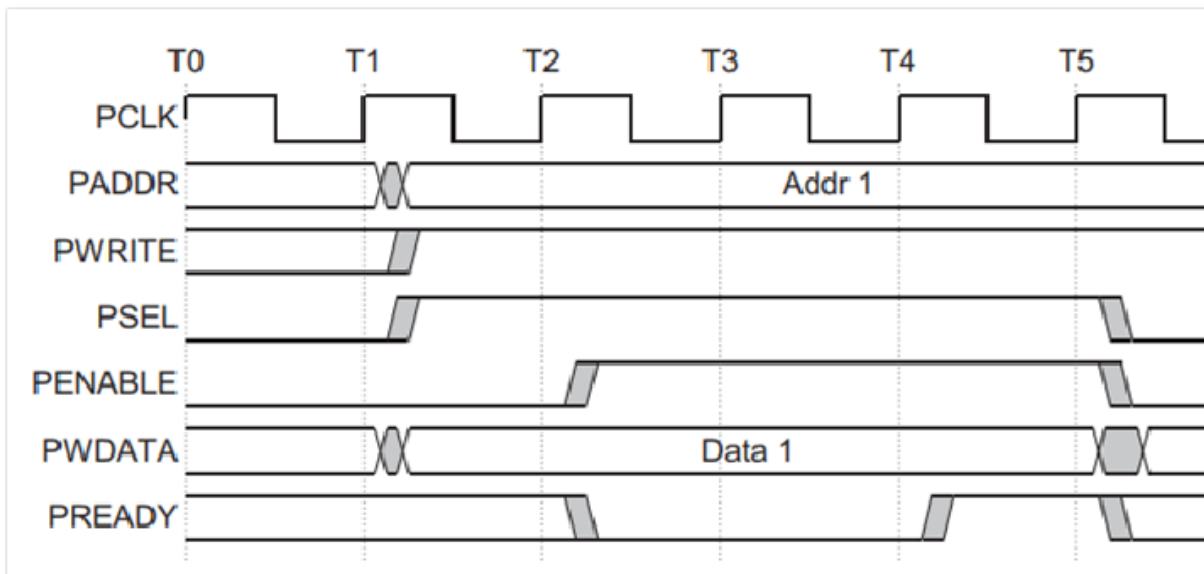 T0 T1 T2 T3 T4 T5
PCLK
PADDR Addr 1
PWRITE
PSEL
PENABLE
PWDATA Data 1
PREADY